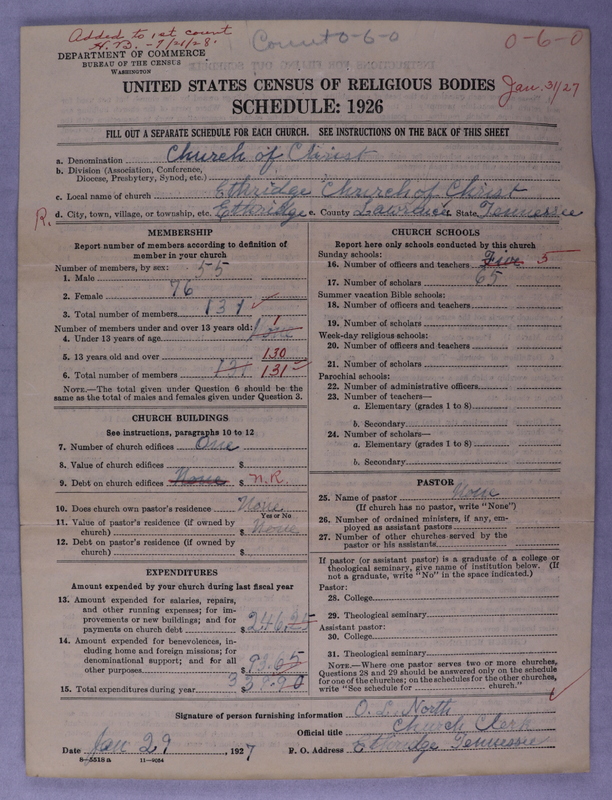 Added to 1st count
H.B. - 7/21/28.
Count 0-6-0
0-6-0
DEPARTMENT OF COMMERCE
BUREAU OF THE CENSUS
WASHINGTON
UNITED STATES CENSUS OF RELIGIOUS BODIES
Jan. 31/27
SCHEDULE: 1926
FILL OUT A SEPARATE SCHEDULE FOR EACH CHURCH. SEE INSTRUCTIONS ON THE BACK OF THIS SHEET
a. Denomination Church of Christ
b. Division (Association, Conference,
Diocese, Presbytery, Synod, etc.)
c. Local name of church Ethridge Church of Christ
R. d. City, town, village, or township, etc. Ethridge e. County Lawrence State, Tennessee
MEMBERSHIP
Report number of members according to definition of
member in your church
Number of members, by sex:
1. Male 55
2. Female 76
3. Total number of members 131
Number of members under and over 13 years old:
4. Under 13 years of age 1
5. 13 years old and over 130
6. Total number of members 131 131
NOTE.—The total given under Question 6 should be
the same as the total of males and females given under Question 3.
CHURCH BUILDINGS
See instructions, paragraphs 10 to 12
7. Number of church edifices One
8. Value of church edifices $
9. Debt on church edifices None $ n.R.
10. Does church own pastor's residence None
Yes or No
11. Value of pastor's residence (if owned by
church) $ None
12. Debt on pastor's residence (if owned by
church) $
EXPENDITURES
Amount expended by your church during last fiscal year
13. Amount expended for salaries, repairs,
and other running expenses; for im-
provements or new buildings; and for
payments on church debt $
14. Amount expended for benevolences, in-
cluding home and foreign missions; for
denominational support; and for all
other purposes
15. Total expenditures during year $
CHURCH SCHOOLS
Report here only schools conducted by this church
Sunday schools:
16. Number of officers and teachers Five 5
17. Number of scholars 65
Summer vacation Bible schools:
18. Number of officers and teachers
19. Number of scholars
Week-day religious schools:
20. Number of officers and teachers
21. Number of scholars
Parochial schools:
22. Number of administrative officers
23. Number of teachers—
a. Elementary (grades 1 to 8)
b. Secondary
24. Number of scholars—
a. Elementary (grades 1 to 8)
b. Secondary
PASTOR
25. Name of pastor None
(If church has no pastor, write "None")
26. Number of ordained ministers, if any, em-
ployed as assistant pastors
27. Number of other churches served by the
pastor or his assistants
If pastor (or assistant pastor) is a graduate of a college or
theological seminary, give name of institution below. (If
not a graduate, write "No" in the space indicated.)
Pastor:
28. College
29. Theological seminary
Assistant pastor:
30. College
31. Theological seminary
NOTE.—Where one pastor serves two or more churches,
Questions 28 and 29 should be answered only on the schedule
for one of the churches; on the schedules for the other churches,
write "See schedule for church."
Signature of person furnishing information O. L. North
Official title Church Clerk
Date Jan 29, 1927 P. O. Address Ethridge Tennessee
8-5518 a 11-9054